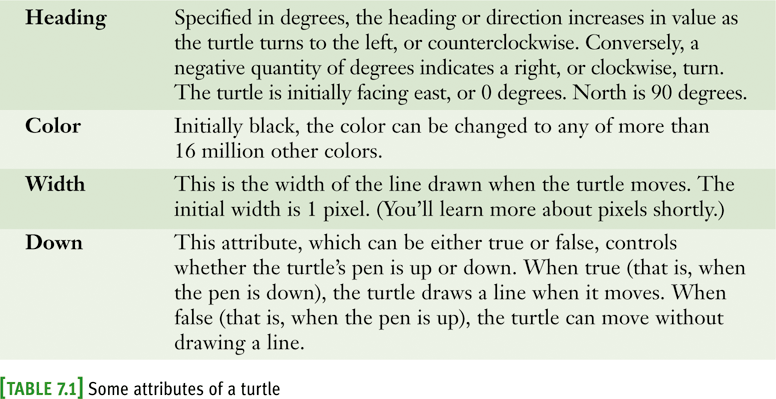 Heading Specified in degrees, the heading or direction increases in value as
the turtle turns to the left, or counterclockwise. Conversely, a
negative quantity of degrees indicates a right, or clockwise, turn.
The turtle is initially facing east, or 0 degrees. North is 90 degrees.
Color Initially black, the color can be changed to any of more than
16 million other colors.
Width This is the width of the line drawn when the turtle moves. The
initial width is 1 pixel. (You'll learn more about pixels shortly.)
Down This attribute, which can be either true or false, controls
whether the turtle's pen is up or down. When true (that is, when
the pen is down), the turtle draws a line when it moves. When
false (that is, when the pen is up), the turtle can move without
drawing a line.
[TABLE 7.1] Some attributes of a turtle